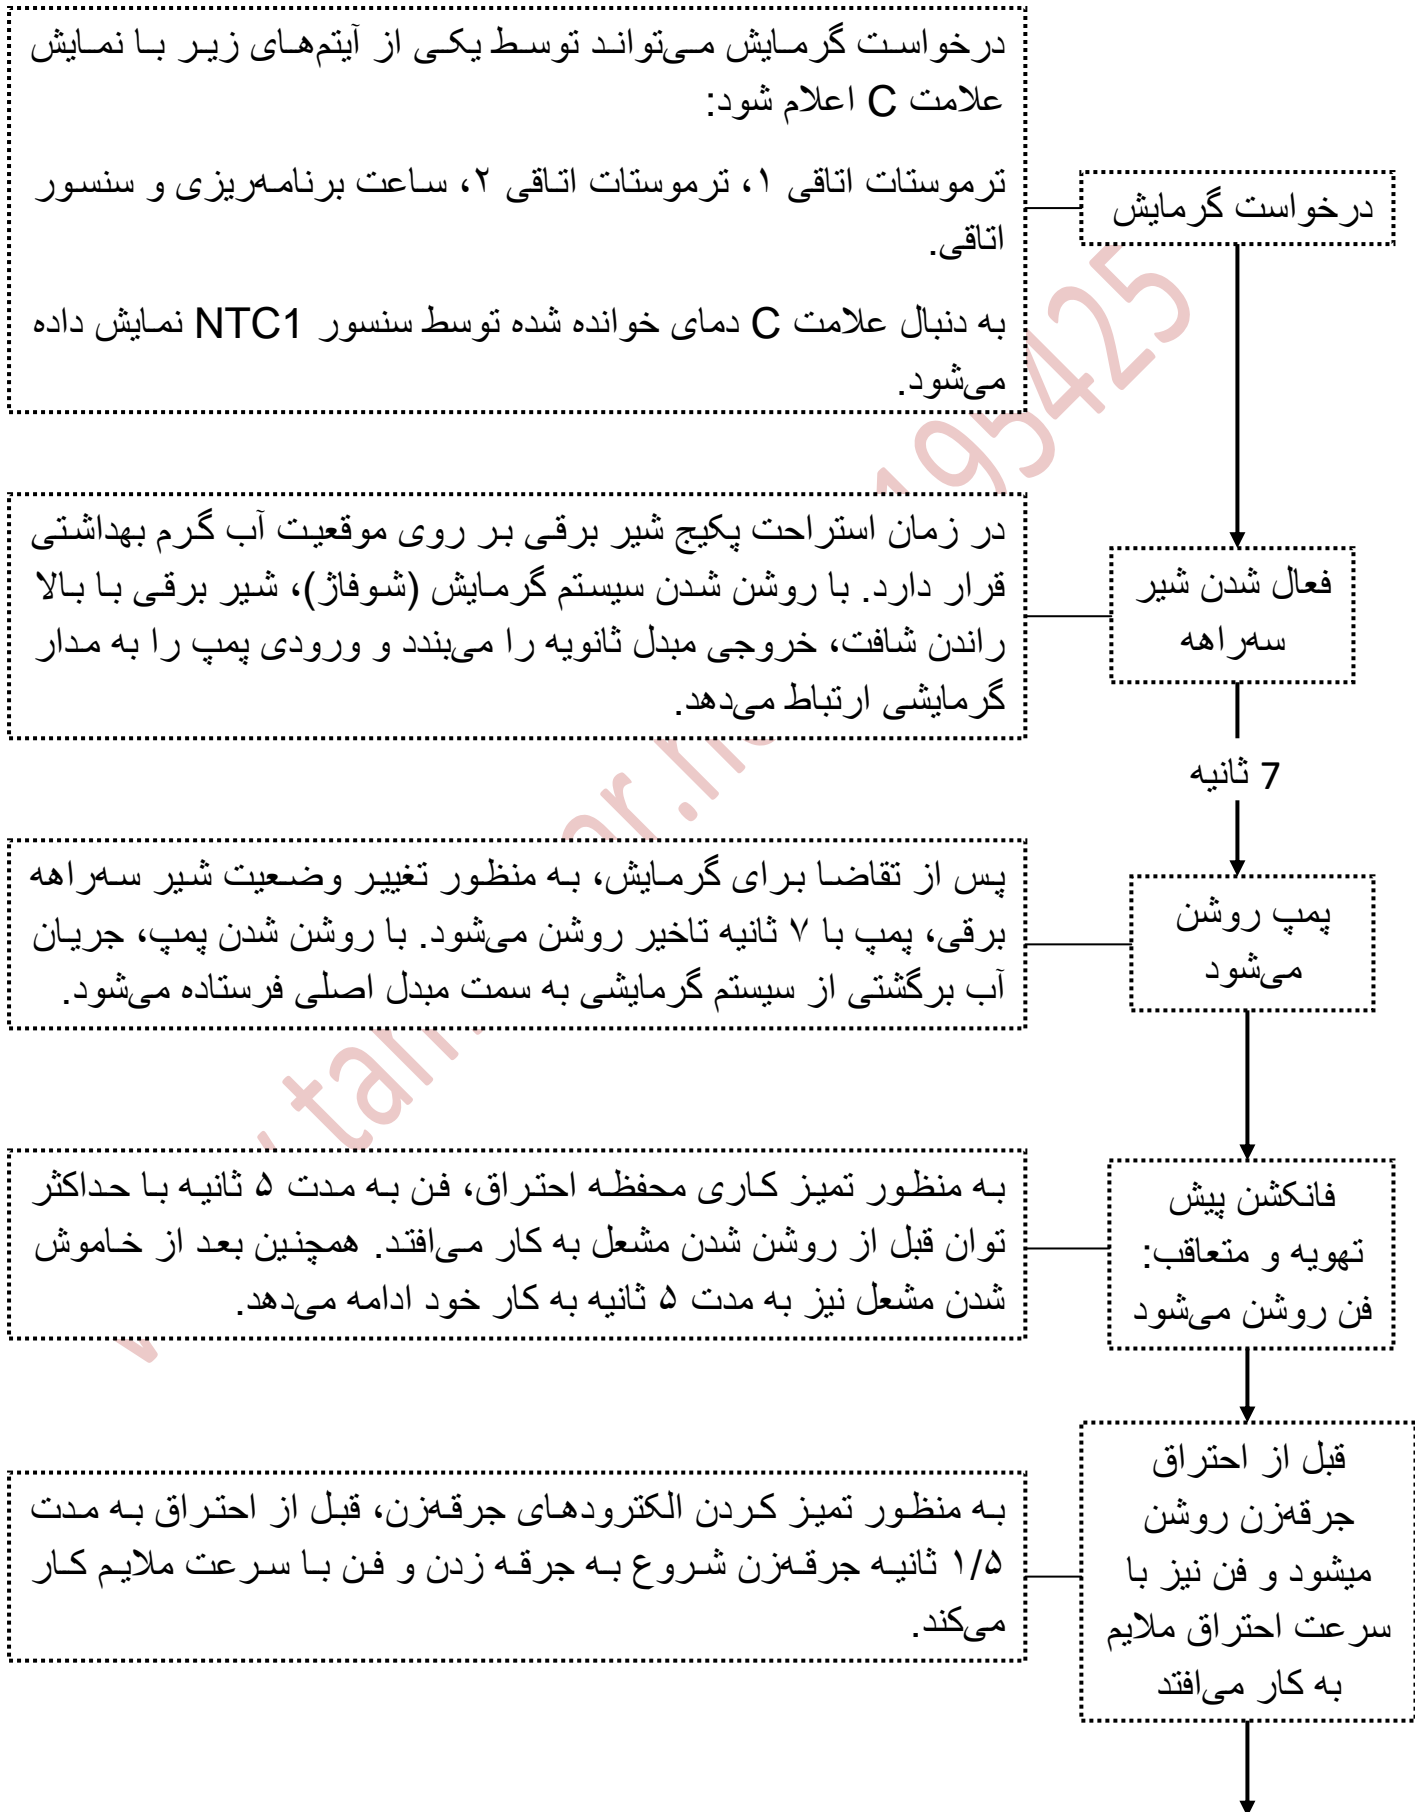 درخواست گرمایش می‌تواند توسط یکی از آیتم‌های زیر با نمایش
علامت C اعلام شود:
ترموستات اتاقی ۱، ترموستات اتاقی ۲، ساعت برنامه‌ریزی و سنسور
اتاقی.
به دنبال علامت C دمای خوانده شده توسط سنسور NTC1 نمایش داده
می‌شود.
درخواست گرمایش
در زمان استراحت پکیج شیر برقی بر روی موقعیت آب گرم بهداشتی
قرار دارد. با روشن شدن سیستم گرمایش (شوفاژ)، شیر برقی با بالا
راندن شافت، خروجی مبدل ثانویه را می‌بندد و ورودی پمپ را به مدار
گرمایشی ارتباط می‌دهد.
فعال شدن شیر
سه‌راهه
7 ثانیه
پس از تقاضا برای گرمایش، به منظور تغییر وضعیت شیر سه‌راهه
برقی، پمپ با ۷ ثانیه تاخیر روشن می‌شود. با روشن شدن پمپ، جریان
آب برگشتی از سیستم گرمایشی به سمت مبدل اصلی فرستاده می‌شود.
پمپ روشن
می‌شود
به منظور تمیز کاری محفظه احتراق، فن به مدت ۵ ثانیه با حداکثر
توان قبل از روشن شدن مشعل به کار می‌افتد. همچنین بعد از خاموش
شدن مشعل نیز به مدت ۵ ثانیه به کار خود ادامه می‌دهد.
فانکشن پیش
تهویه و متعاقب:
فن روشن می‌شود
به منظور تمیز کردن الکترودهای جرقه‌زن، قبل از احتراق به مدت
۱/۵ ثانیه جرقه‌زن شروع به جرقه زدن و فن با سرعت ملایم کار
می‌کند.
قبل از احتراق
جرقه‌زن روشن
میشود و فن نیز با
سرعت احتراق ملایم
به کار می‌افتد
195425